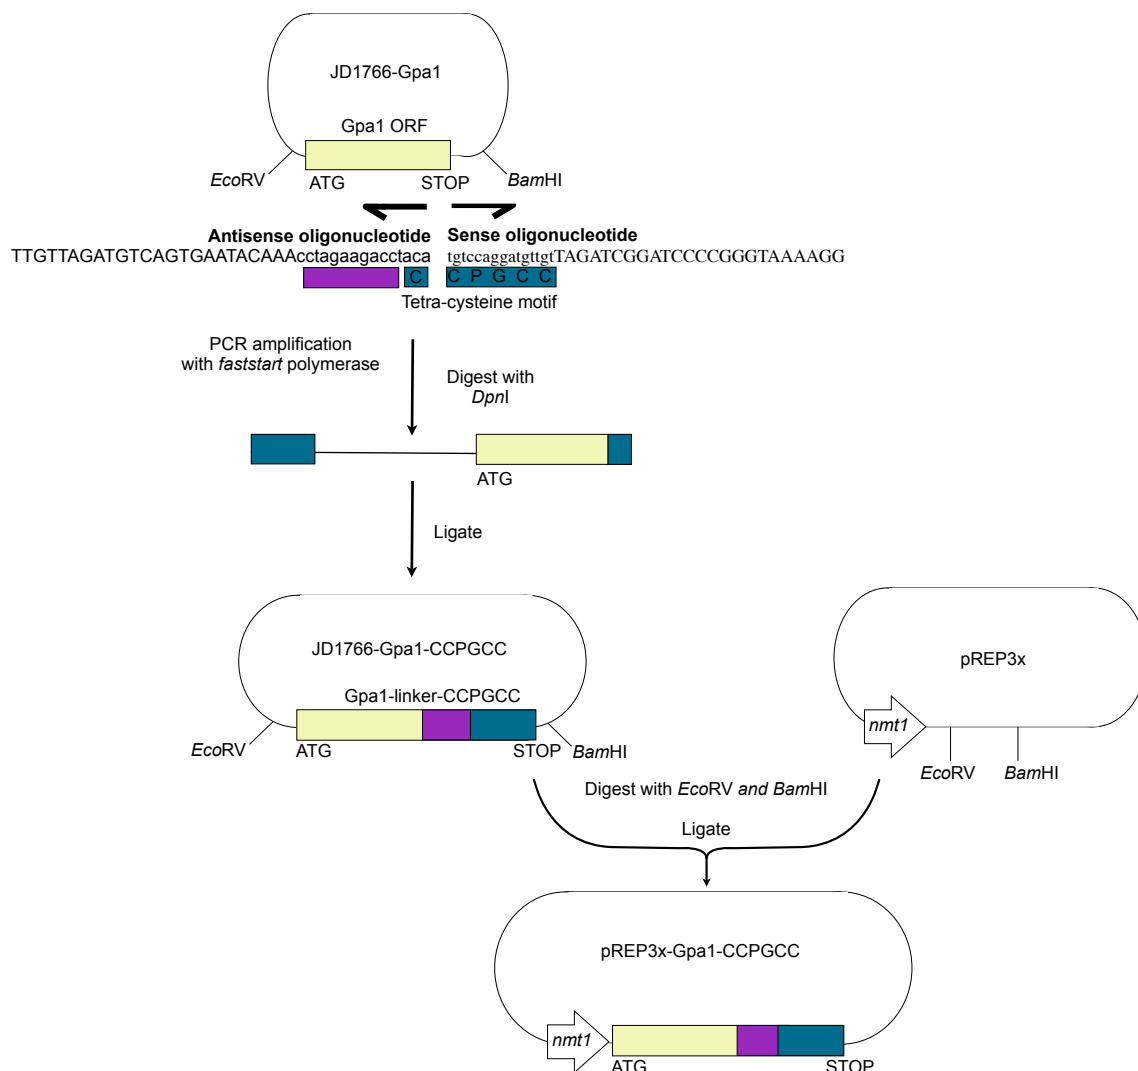 JD1766-Gpa1
Gpa1 ORF
EcoRV
ATG
STOP
BamHI
Antisense oligonucleotide
Sense oligonucleotide
TTGTTAGATGTCAGTGAATACAAAcctagaagacctaca
tgtccaggatgttgtTAGATCGGATCCCCGGGTAAAAGG
C
C P G C C
Tetra-cysteine motif
PCR amplification
with faststart polymerase
Digest with
DpnI
ATG
Ligate
JD1766-Gpa1-CCPGCC
Gpa1-linker-CCPGCC
EcoRV
ATG
STOP
BamHI
pREP3x
nmt1
EcoRV
BamHI
Digest with EcoRV and BamHI
Ligate
pREP3x-Gpa1-CCPGCC
nmt1
ATG
STOP